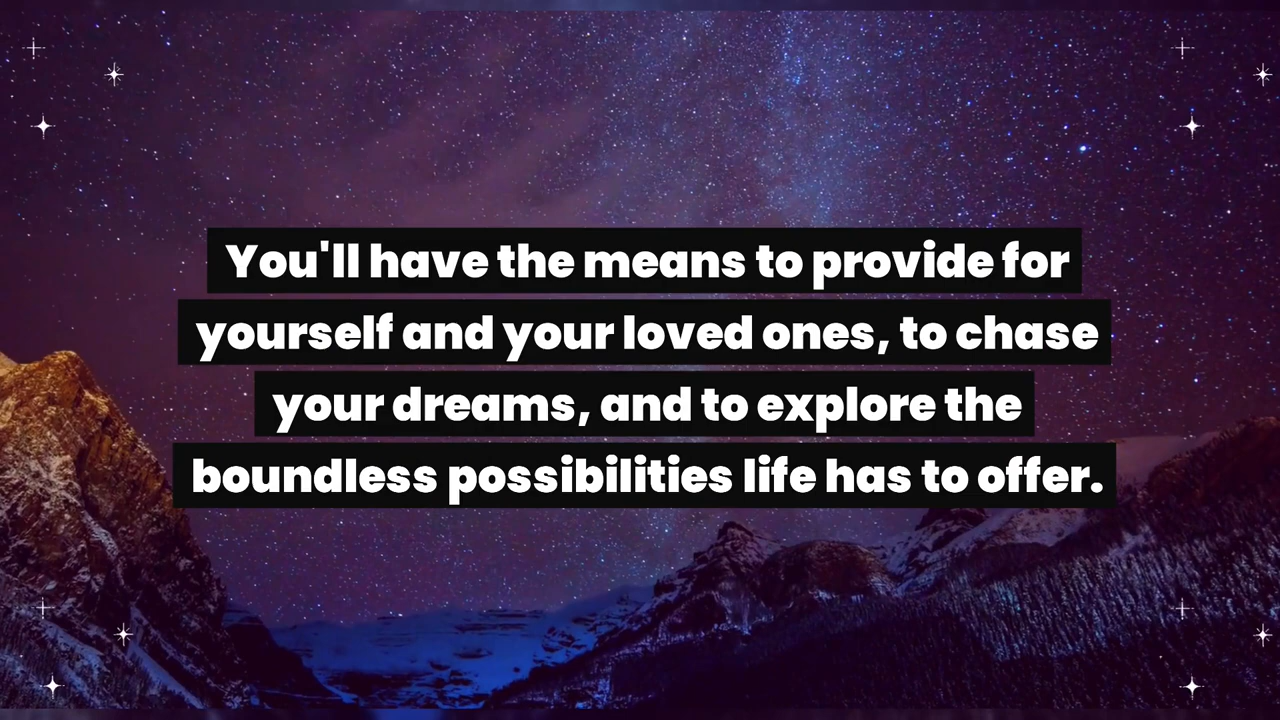 You'll have the means to provide for
yourself and your loved ones, to chase
your dreams, and to explore the
boundless possibilities life has to offer.